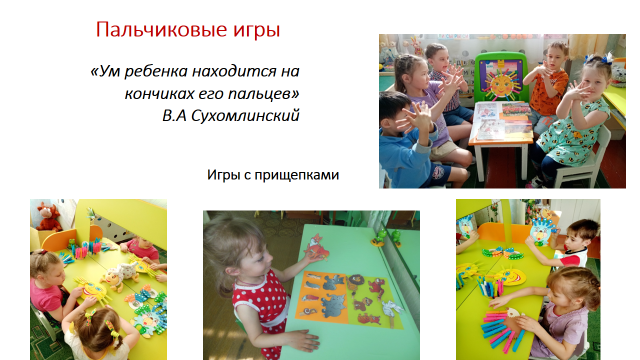 Пальчиковые игры
«Ум ребенка находится на
кончиках его пальцев»
В.А Сухомлинский
Игры с прищепками